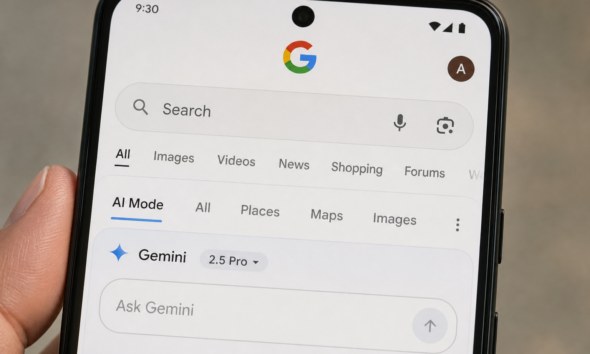 9:30
A
Search
All Images Videos News Shopping Forums
AI Mode All Places Maps Images
Gemini 2.5 Pro
Ask Gemini